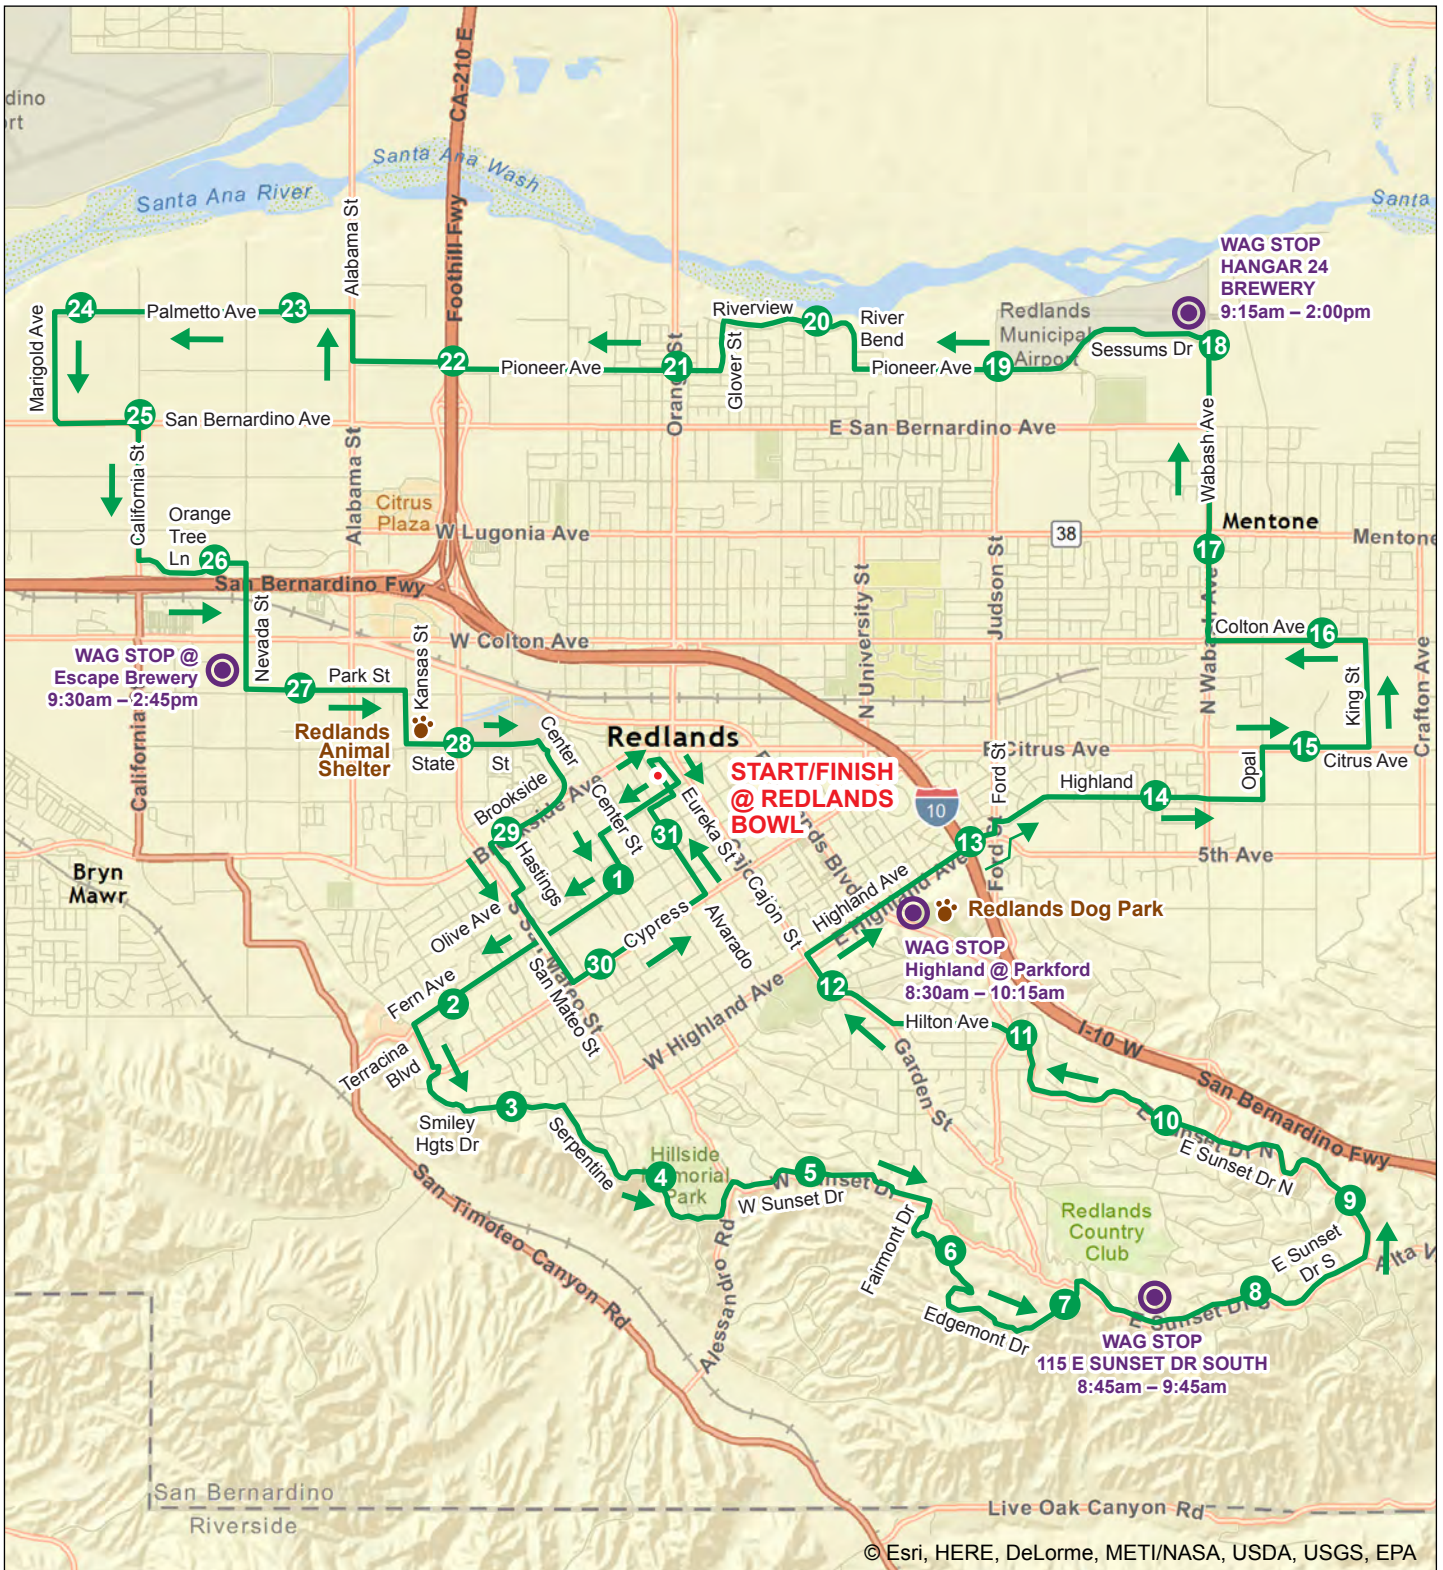 dino
ort
CA-210 E
Santa Ana Wash
Santa Ana River
Santa
Alabama St
Foothill Fwy
WAG STOP
HANGAR 24
BREWERY
9:15am – 2:00pm
Marigold Ave
24
Palmetto Ave
23
Riverview
20
River
Bend
Redlands
Municipal
Airport
Sessums Dr
18
22
Pioneer Ave
21
Glover St
Pioneer Ave
19
25
San Bernardino Ave
E San Bernardino Ave
Wabash Ave
California St
Alabama St
Citrus
Plaza
Orange
Tree
Ln
26
W Lugonia Ave
38
Mentone
Mentone
17
San Bernardino Fwy
Nevada St
N University St
Judson St
N Wabash Ave
W Colton Ave
Colton Ave
16
Crafton Ave
King St
WAG STOP @
Escape Brewery
9:30am – 2:45pm
California
27
Park St
Kansas St
Redlands
Animal
Shelter
28
State
St
Center
Redlands
E Citrus Ave
15
Citrus Ave
Opal
START/FINISH
@ REDLANDS
BOWL
Ford St
Highland
14
10
Brookside
29
Hastings
Center St
31
Eureka St
13
Ford St
5th Ave
Bryn
Mawr
1
Cajon St
Highland Ave
E Highland Ave
Redlands Dog Park
Olive Ave
S San Mateo St
Cypress
Alvarado
30
WAG STOP
Highland @ Parkford
8:30am – 10:15am
San Mateo St
Fern Ave
2
12
W Highland Ave
Hilton Ave
11
I-10 W
Terracina
Blvd
Garden St
San Bernardino Fwy
Smiley
Hgts Dr
3
Serpentine
10
E Sunset Dr N
E Sunset Dr N
Hillside
Memorial
Park
4
5
W Sunset Dr
W Sunset Dr
San Timoteo Canyon Rd
Alessandro Rd
Fairmont Dr
6
Redlands
Country
Club
9
E Sunset
Dr S
Alta V
Edgemont Dr
7
8
E Sunset Dr S
WAG STOP
115 E SUNSET DR SOUTH
8:45am – 9:45am
San Bernardino
Riverside
Live Oak Canyon Rd
© Esri, HERE, DeLorme, METI/NASA, USDA, USGS, EPA